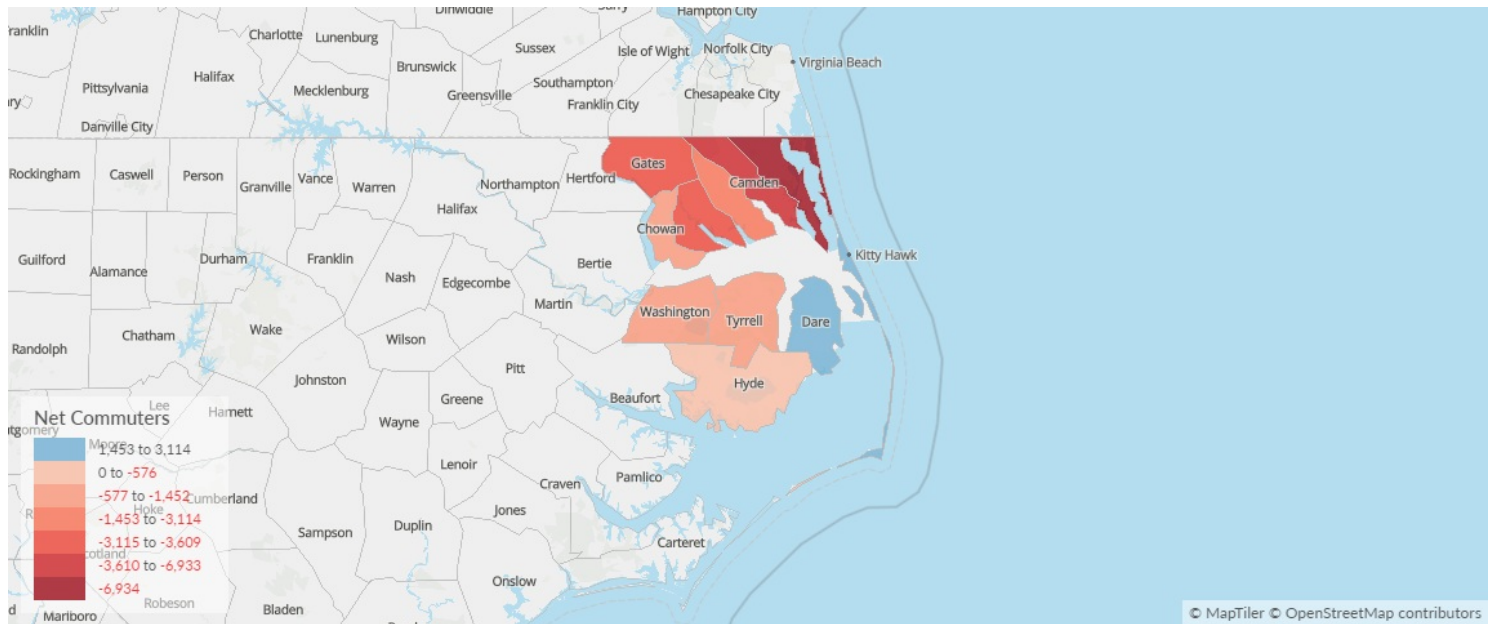 Dinwiddie
Hampton City
Franklin
Charlotte
Lunenburg
Sussex
Isle of Wight
Norfolk City
Virginia Beach
Brunswick
Halifax
Pittsylvania
Mecklenburg
Greensville
Southampton
Franklin City
Chesapeake City
Danville City
Rockingham
Caswell
Person
Granville
Vance
Warren
Northampton
Hertford
Gates
Camden
Halifax
Chowan
Guilford
Alamance
Durham
Franklin
Nash
Edgecombe
Bertie
Kitty Hawk
Martin
Washington
Tyrrell
Dare
Chatham
Wake
Wilson
Randolph
Johnston
Pitt
Hyde
Greene
Beaufort
Lee
Harnett
Wayne
Net Commuters
Moore
1,453 to 3,114
0 to -576
-577 to -1,452
-1,453 to -3,114
-3,115 to -3,609
-3,610 to -6,933
-6,934
Cumberland
Hoke
Scotland
Robeson
Lenoir
Craven
Pamlico
Sampson
Duplin
Jones
Carteret
Onslow
Bladen
Marlboro
© MapTiler © OpenStreetMap contributors